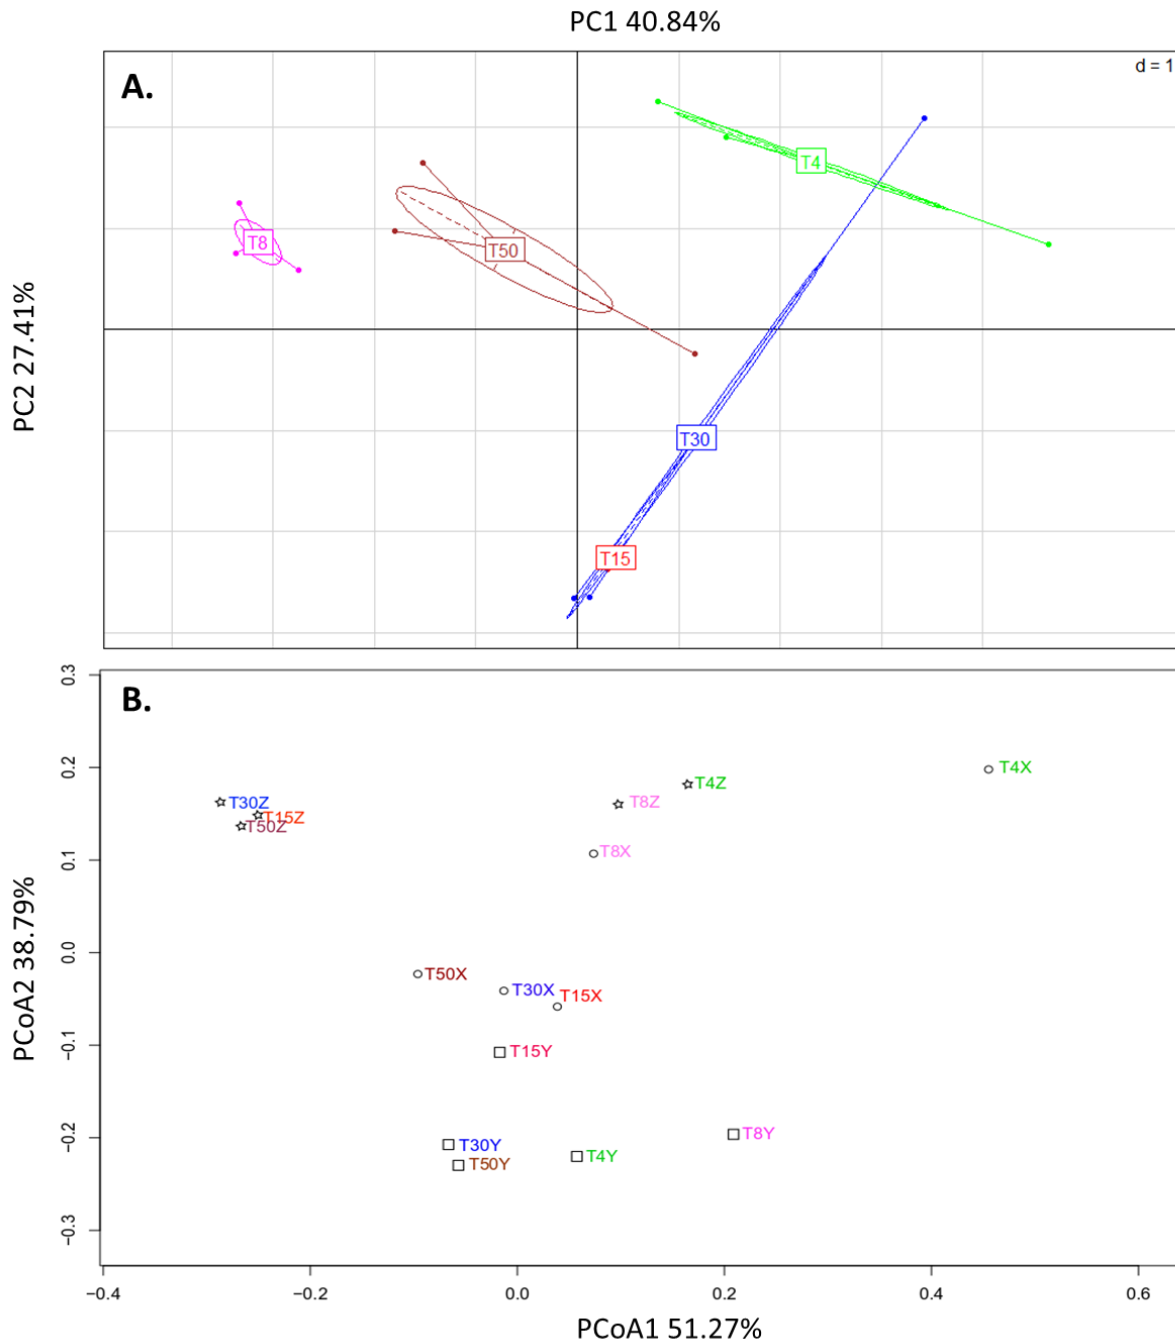 PC1 40.84%
A.
d = 1
T4
T8
T50
T30
T15
PC2 27.41%
B.
0.3
0.2
0.1
0.0
−0.1
−0.2
−0.3
T4Z
T4X
T30Z
T8Z
T15Z
T50Z
T8X
T50X
T30X
T15X
T15Y
T8Y
T30Y
T4Y
T50Y
PCoA2 38.79%
−0.4
−0.2
0.0
0.2
0.4
0.6
PCoA1 51.27%